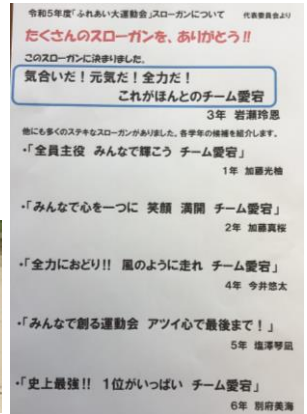 令和5年度「ふれあい大運動会」スローガンについて 代表委員会より
たくさんのスローガンを、ありがとう!!
このスローガンに決まりました。
気合いだ!元気だ!全力だ!
これがほんとのチーム愛宕
3年 岩瀬玲恩
他にも多くのステキなスローガンがありました。各学年の候補を紹介します。
・「全員主役 みんなで輝こう チーム愛宕」
1年 加藤光柚
・「みんなで心を一つに 笑顔 満開 チーム愛宕」
2年 加藤真桜
・「全力におどり!! 風のように走れ チーム愛宕」
4年 今井悠太
・「みんなで創る運動会 アツイ心で最後まで!」
5年 塩澤琴凪
・「史上最強!! 1位がいっぱい チーム愛宕」
6年 別府美海